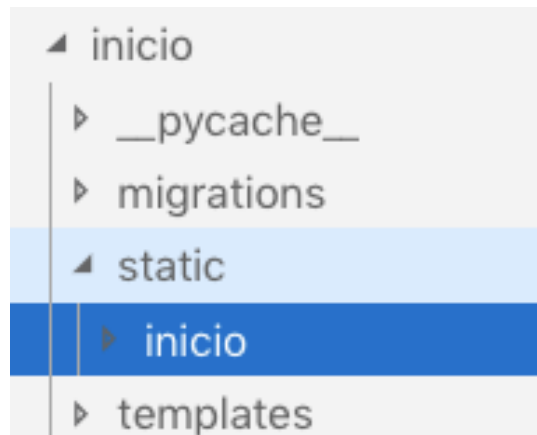 inicio
__pycache__
migrations
static
inicio
templates